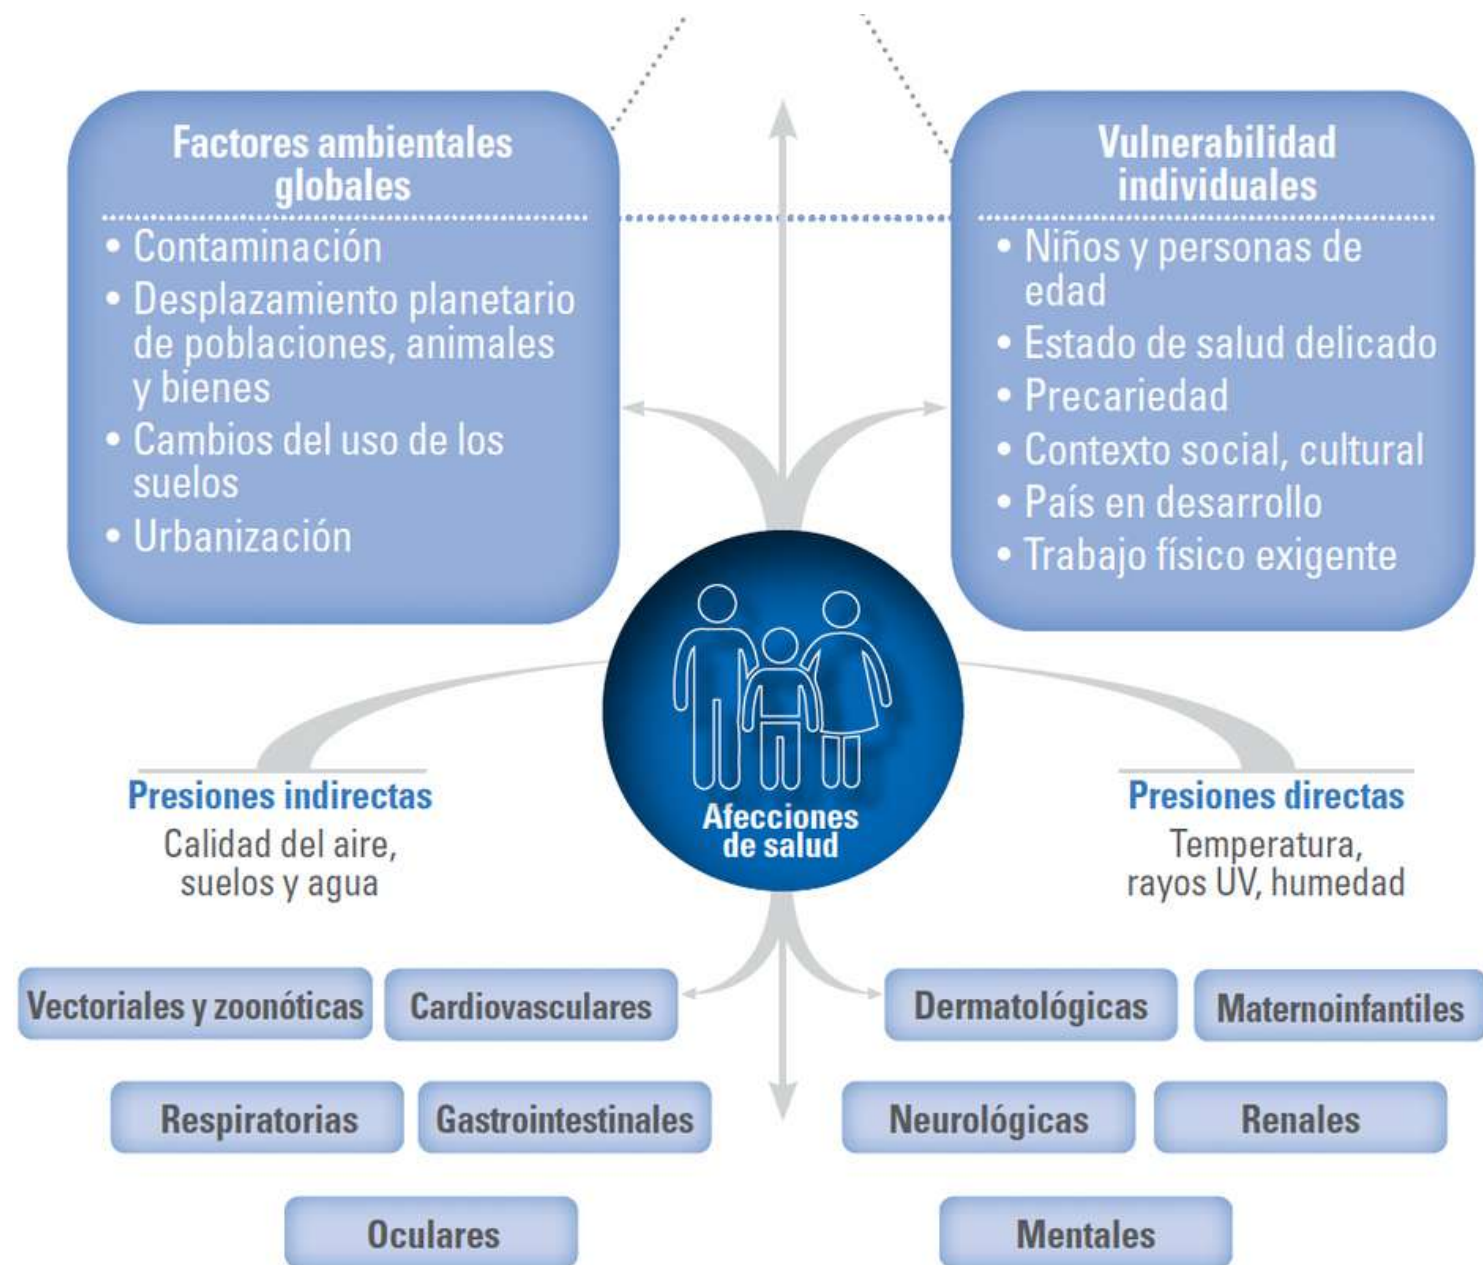 Factores ambientales
globales
• Contaminación
• Desplazamiento planetario
de poblaciones, animales
y bienes
• Cambios del uso de los
suelos
• Urbanización
Vulnerabilidad
individuales
• Niños y personas de
edad
• Estado de salud delicado
• Precariedad
• Contexto social, cultural
• País en desarrollo
• Trabajo físico exigente
Afecciones
de salud
Presiones indirectas
Calidad del aire,
suelos y agua
Presiones directas
Temperatura,
rayos UV, humedad
Vectoriales y zoonóticas
Cardiovasculares
Dermatológicas
Maternoinfantiles
Respiratorias
Gastrointestinales
Neurológicas
Renales
Oculares
Mentales